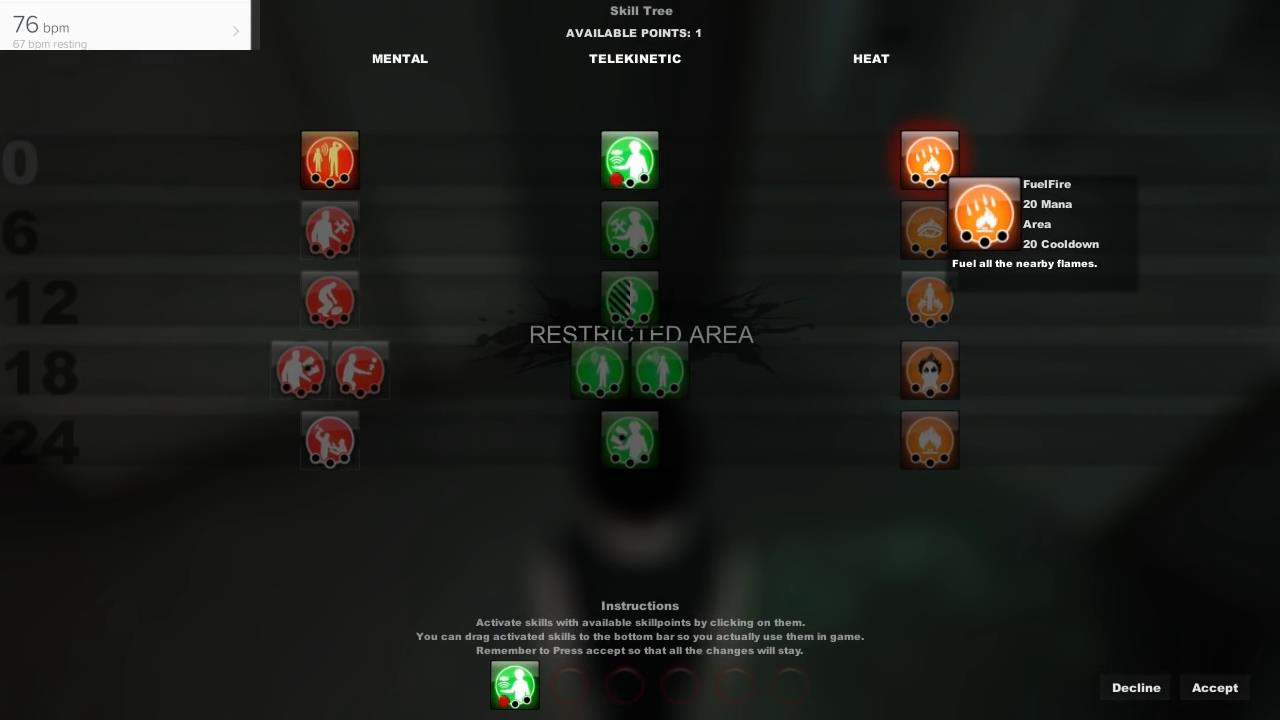 76 bpm
67 bpm resting
Skill Tree
AVAILABLE POINTS: 1
MENTAL
TELEKINETIC
HEAT
0
FuelFire
20 Mana
Area
20 Cooldown
Fuel all the nearby flames.
6
12
RESTRICTED AREA
18
24
Instructions
Activate skills with available skillpoints by clicking on them.
You can drag activated skills to the bottom bar so you actually use them in game.
Remember to Press accept so that all the changes will stay.
Decline
Accept